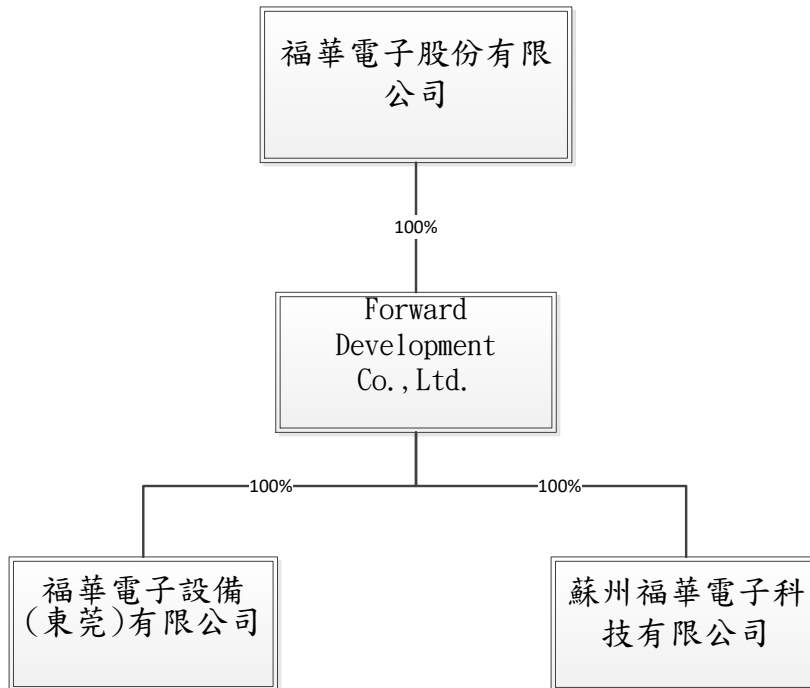 福華電子股份有限
公司
100%
Forward
Development
Co.,Ltd.
100%
100%
福華電子設備
(東莞)有限公司
蘇州福華電子科
技有限公司